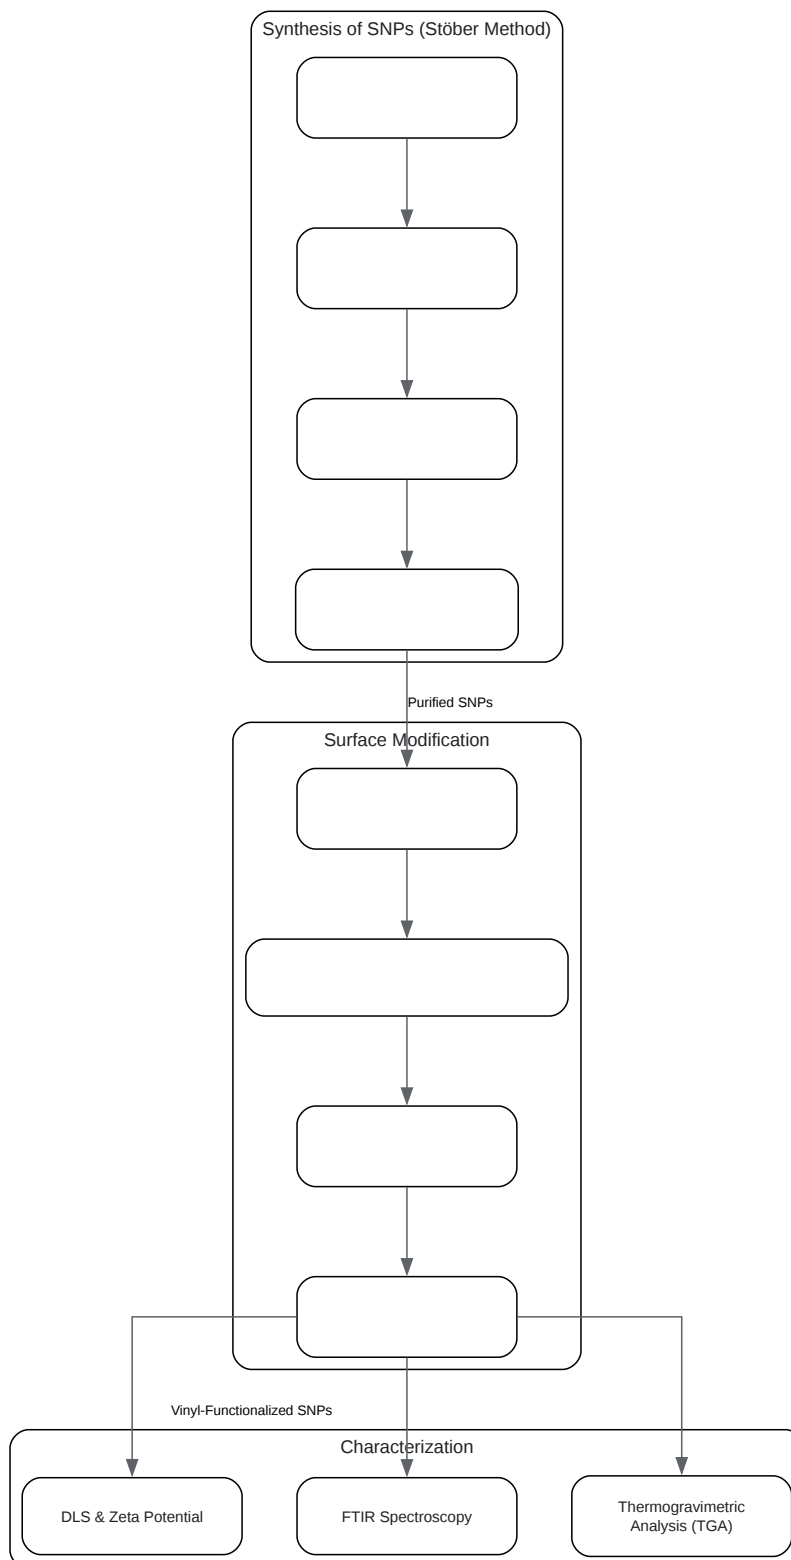 Synthesis of SNPs (Stöber Method)
Purified SNPs
Surface Modification
Vinyl-Functionalized SNPs
Characterization
DLS & Zeta Potential
FTIR Spectroscopy
Thermogravimetric
Analysis (TGA)